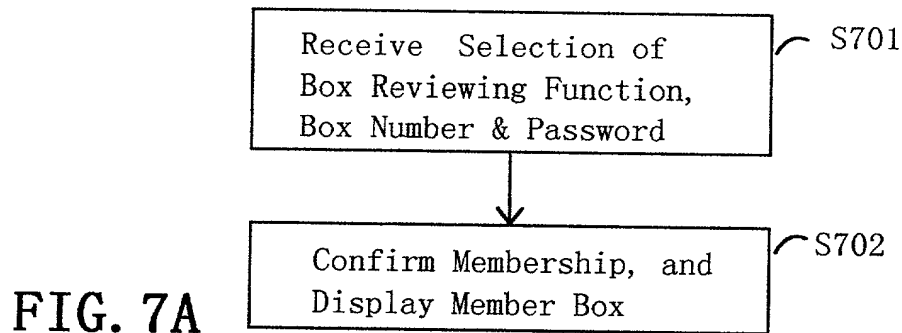 Receive Selection of
Box Reviewing Function,
Box Number & Password
S701
Confirm Membership, and
Display Member Box
S702
FIG. 7A